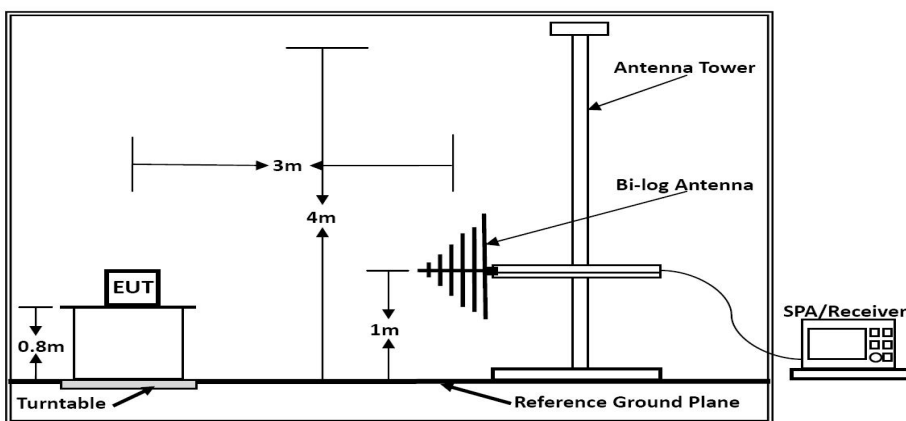 Antenna Tower
3m
Bi-log Antenna
4m
EUT
SPA/Receiver
1m
0.8m
Turntable
Reference Ground Plane